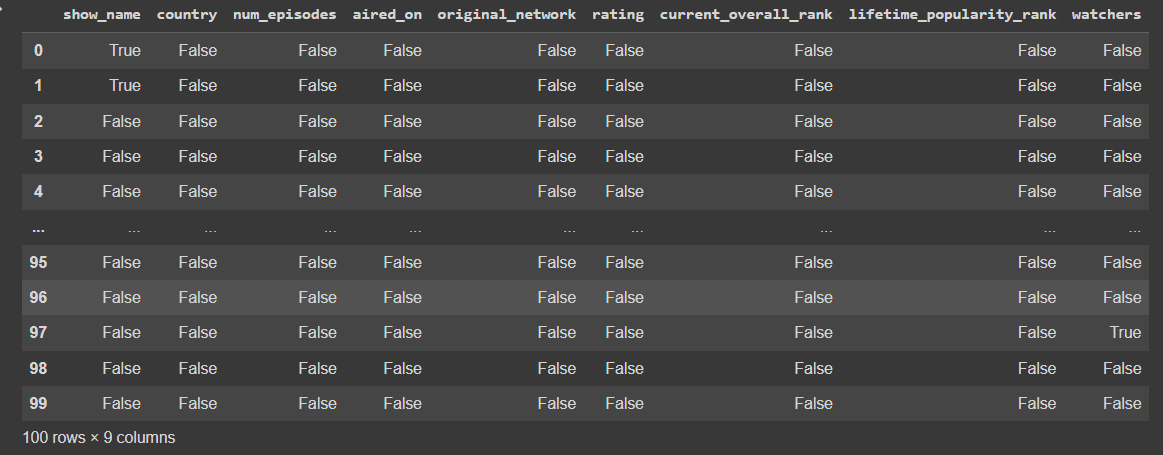 show_name country num_episodes aired_on original_network rating current_overall_rank lifetime_popularity_rank watchers
0 True False False False False False False False False
1 True False False False False False False False False
2 False False False False False False False False False
3 False False False False False False False False False
4 False False False False False False False False False
... ... ... ... ... ... ... ... ... ...
95 False False False False False False False False False
96 False False False False False False False False False
97 False False False False False False False False True
98 False False False False False False False False False
99 False False False False False False False False False
100 rows × 9 columns